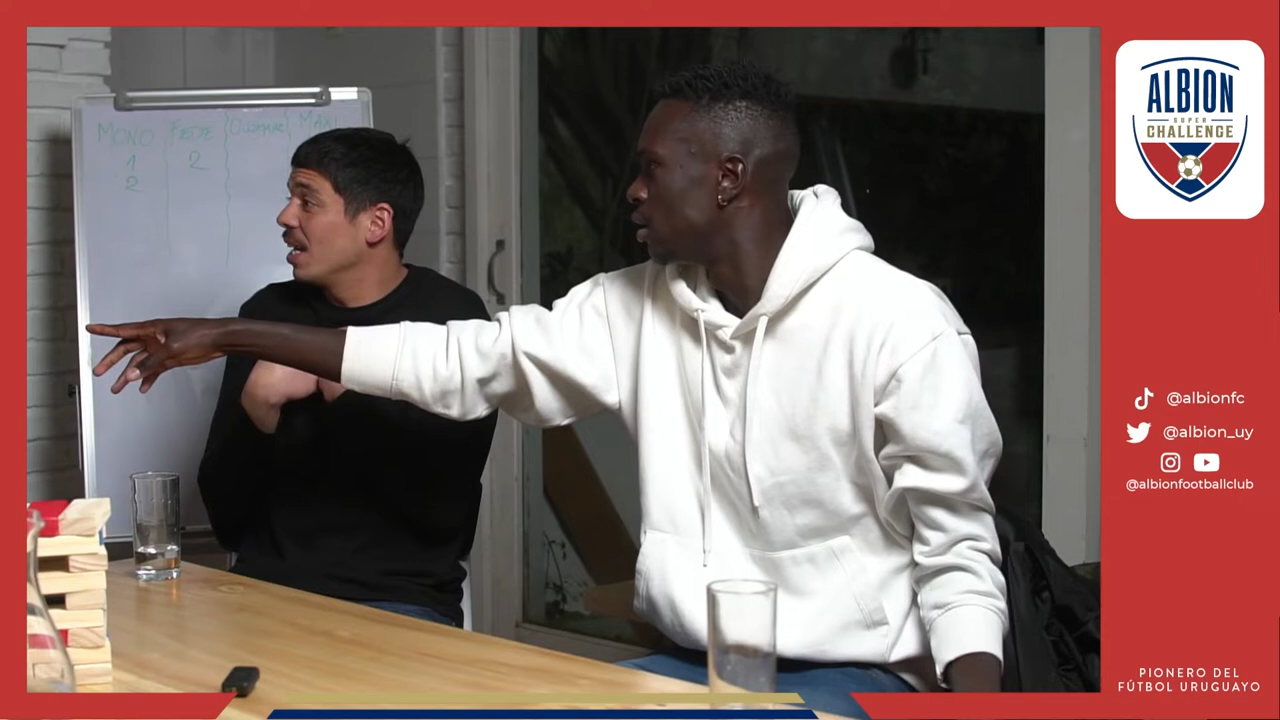 MONO FEDE MAXI
1 2
2
ALBION
SUPER
CHALLENGE
@albionfc
@albion_uy
@albionfootballclub
PIONERO DEL
FÚTBOL URUGUAYO